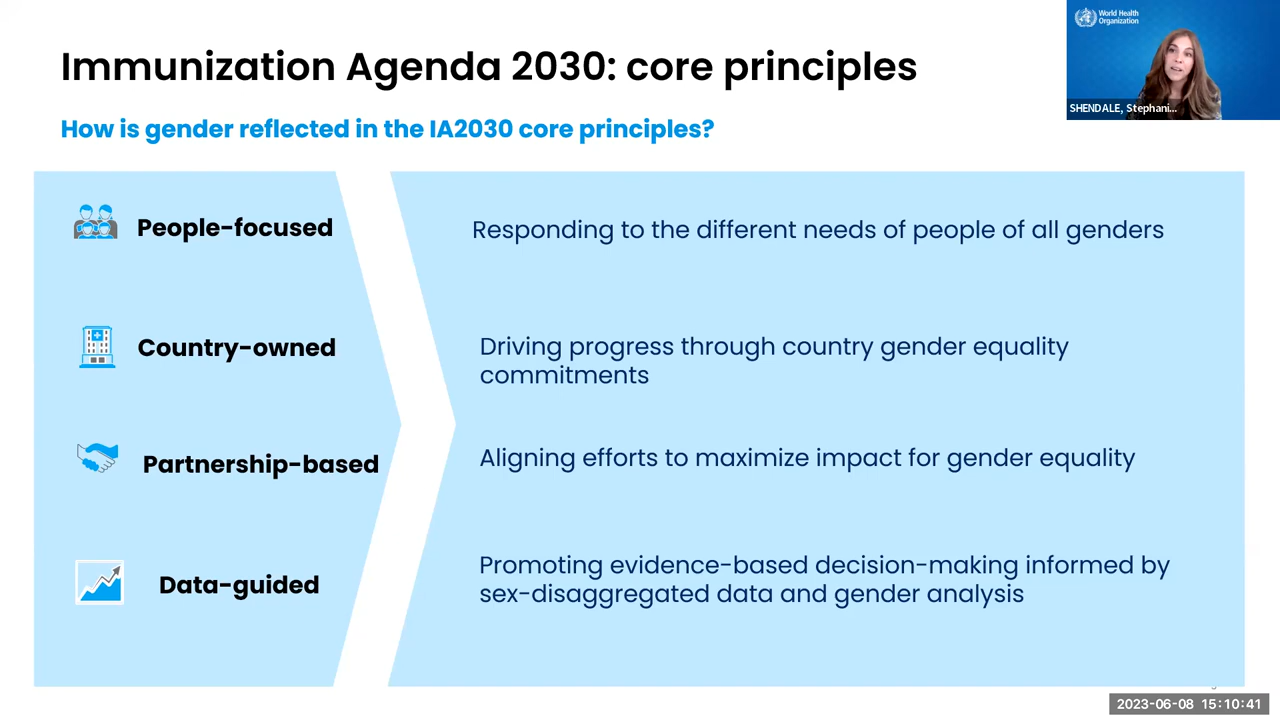 World Health
Organization
SHENDALE, Stephani...
Immunization Agenda 2030: core principles
How is gender reflected in the IA2030 core principles?
People-focused
Responding to the different needs of people of all genders
Country-owned
Driving progress through country gender equality
commitments
Partnership-based
Aligning efforts to maximize impact for gender equality
Data-guided
Promoting evidence-based decision-making informed by
sex-disaggregated data and gender analysis
2023-06-08 15:10:41